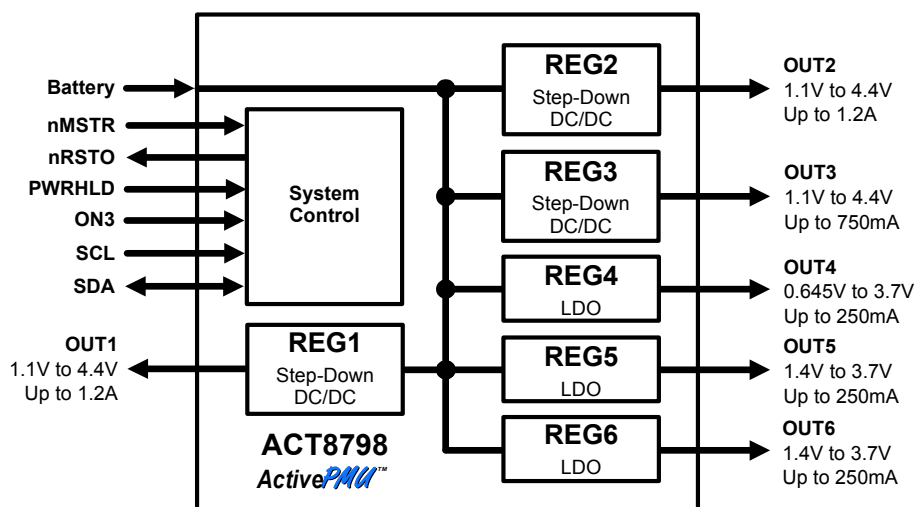 Battery
nMSTR
nRSTO
PWRHLD
ON3
SCL
SDA
System
Control
OUT1
1.1V to 4.4V
Up to 1.2A
REG1
Step-Down
DC/DC
ACT8798
ActivePMU™
REG2
Step-Down
DC/DC
OUT2
1.1V to 4.4V
Up to 1.2A
REG3
Step-Down
DC/DC
OUT3
1.1V to 4.4V
Up to 750mA
REG4
LDO
OUT4
0.645V to 3.7V
Up to 250mA
REG5
LDO
OUT5
1.4V to 3.7V
Up to 250mA
REG6
LDO
OUT6
1.4V to 3.7V
Up to 250mA